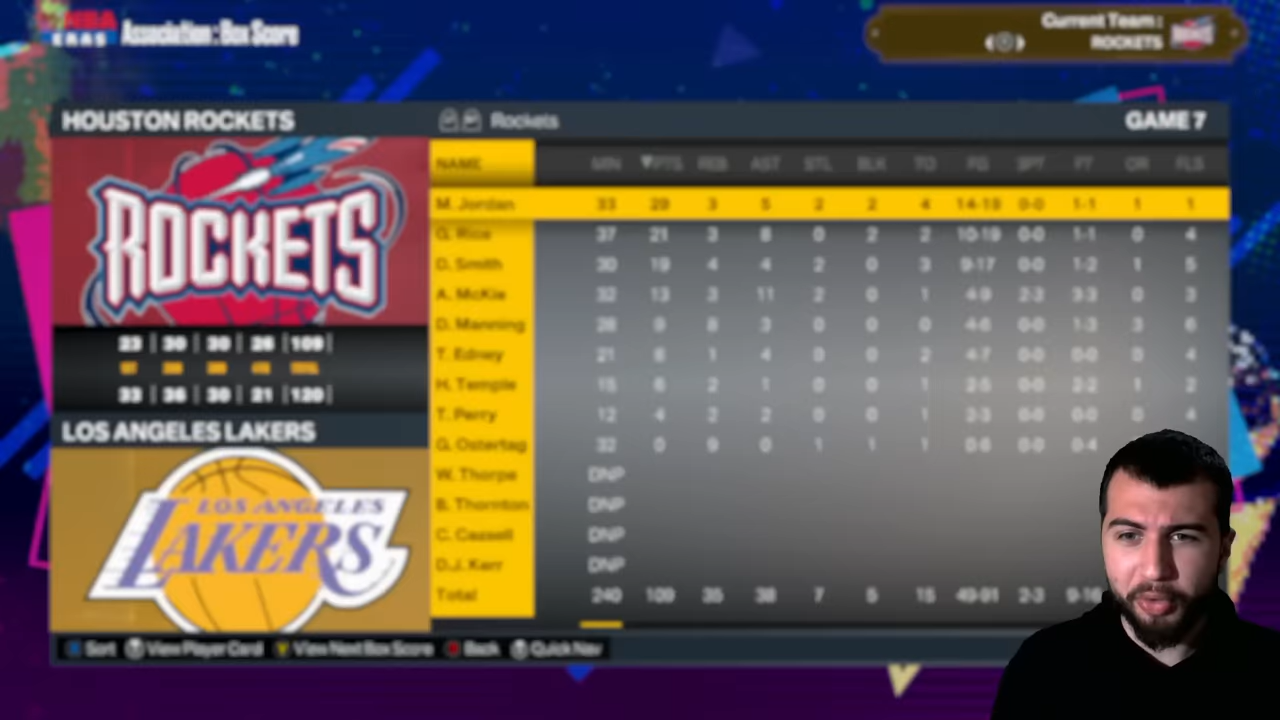 NBA ERAS Association: Box Score
Current Team:
ROCKETS
HOUSTON ROCKETS
Rockets
GAME 7
ROCKETS
NAME MIN PTS REB AST STL BLK TO FG 3PT FT OR FLS
M. Jordan 33 29 3 5 2 2 4 14-19 0-0 1-1 1 1
G. Rice 37 21 3 0 2 2 10-19 0-0 1-1 0 4
D. Smith 30 19 4 4 2 0 3 9-17 0-0 1-2 1 5
A. McKie 32 13 3 11 2 0 1 4-9 2-3 3-3 0 3
D. Manning 28 9 3 0 0 0 0-0 1-3 3
T. Edney 21 1 4 0 0 2 4-7 0-0 0-0 0 4
H. Temple 15 6 2 1 0 0 1 2-5 0-0 2-2 1 2
T. Perry 12 4 2 2 0 0 1 2-3 0-0 0-0 0 4
G. Ostertag 32 0 9 0 1 1 1 0-0 0-4
W. Thorpe DNP
B. Thornton DNP
C. Cassell DNP
D.J. Kerr DNP
Total 240 109 35 38 7 5 15 49-91 2-3
23 30 30 26 109
33 36 30 21 120
LOS ANGELES LAKERS
LOS ANGELES
LAKERS
Sort View Player Card Y View Next Box Score Back Quick Nav